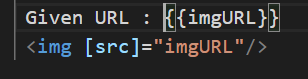 Given URL : {{imgURL}}
<img [src]="imgURL"/>